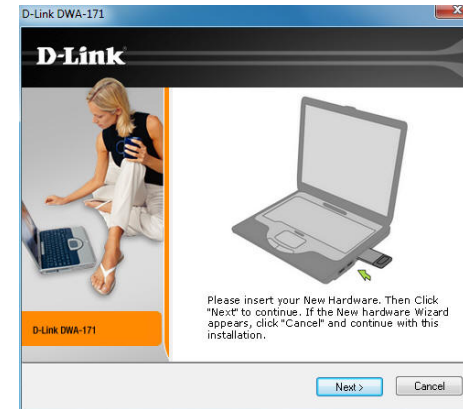 D-Link DWA-171
D-Link
Please insert your New Hardware. Then Click
"Next" to continue. If the New hardware Wizard
appears, click "Cancel" and continue with this
installation.
D-Link DWA-171
Next >
Cancel